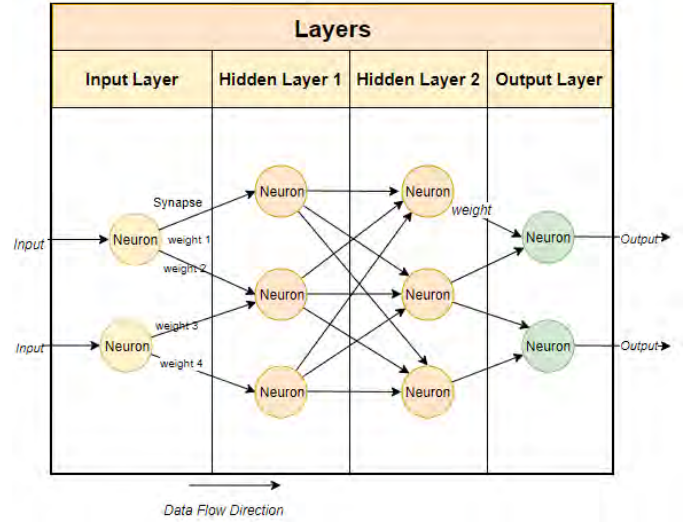 Layers
Input Layer
Hidden Layer 1
Hidden Layer 2
Output Layer
Neuron
Neuron
Synapse
weight
Input
Neuron
weight 1
Neuron
Output
weight 2
Neuron
Neuron
weight 3
Input
Neuron
Neuron
Output
weight 4
Neuron
Neuron
Data Flow Direction